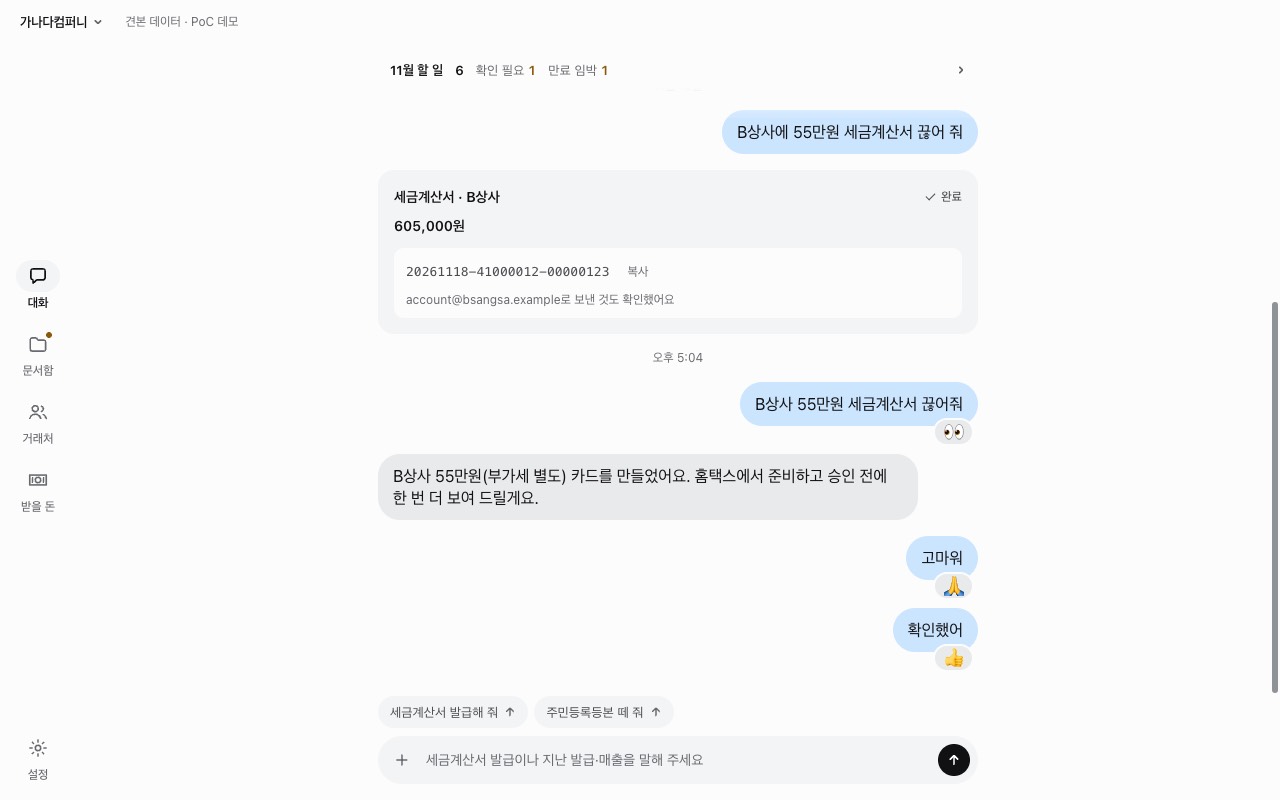 가나다컴퍼니
견본 데이터 · PoC 데모
11월 할 일 6 확인 필요 1 만료 임박 1
B상사에 55만원 세금계산서 끊어 줘
세금계산서 · B상사
완료
605,000원
20261118-41000012-00000123 복사
account@bsangsa.example로 보낸 것도 확인했어요
오후 5:04
B상사 55만원 세금계산서 끊어줘
B상사 55만원(부가세 별도) 카드를 만들었어요. 홈택스에서 준비하고 승인 전에
한 번 더 보여 드릴게요.
고마워
확인했어
대화
문서함
거래처
받을 돈
설정
세금계산서 발급해 줘
주민등록등본 떼 줘
세금계산서 발급이나 지난 발급·매출을 말해 주세요